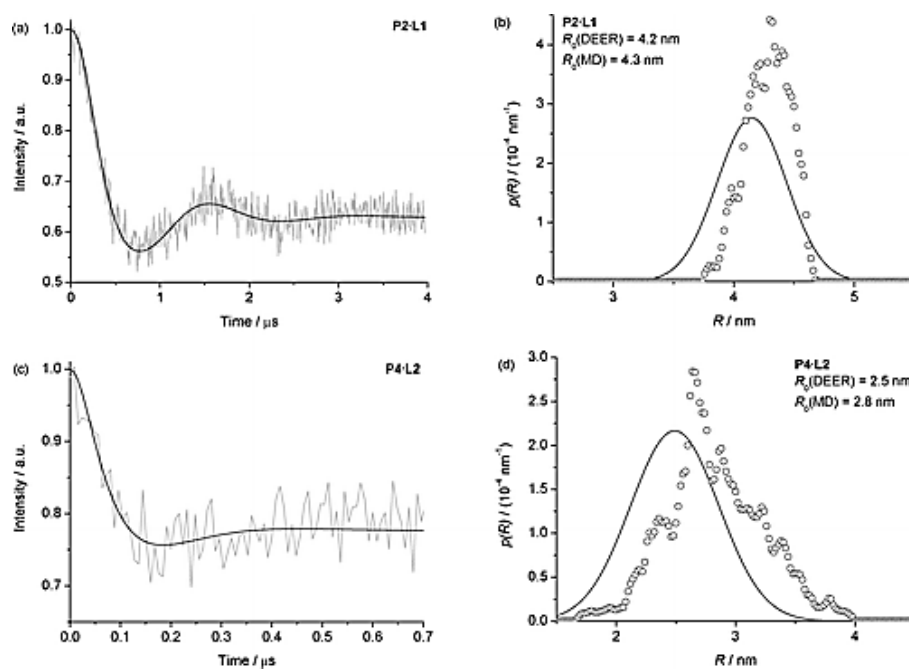 (a)
P2·L1
1.0
0.9
0.8
0.7
0.6
0.5
Intensity / a.u.
0 1 2 3 4
Time / μs
(b)
P2·L1
R₀(DEER) = 4.2 nm
R₀(MD) = 4.3 nm
4
3
2
1
0
p(R) / (10⁻⁴ nm⁻¹)
3 4 5
R / nm
(c)
P4·L2
1.0
0.9
0.8
0.7
Intensity / a.u.
0.0 0.1 0.2 0.3 0.4 0.5 0.6 0.7
Time / μs
(d)
P4·L2
R₀(DEER) = 2.5 nm
R₀(MD) = 2.8 nm
3.0
2.5
2.0
1.5
1.0
0.5
0.0
p(R) / (10⁻⁴ nm⁻¹)
2 3 4
R / nm